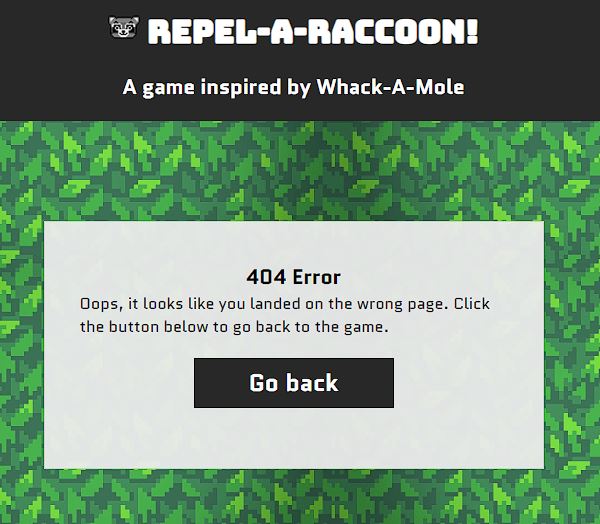 REPEL-A-RACCOON!
A game inspired by Whack-A-Mole
404 Error
Oops, it looks like you landed on the wrong page. Click
the button below to go back to the game.
Go back